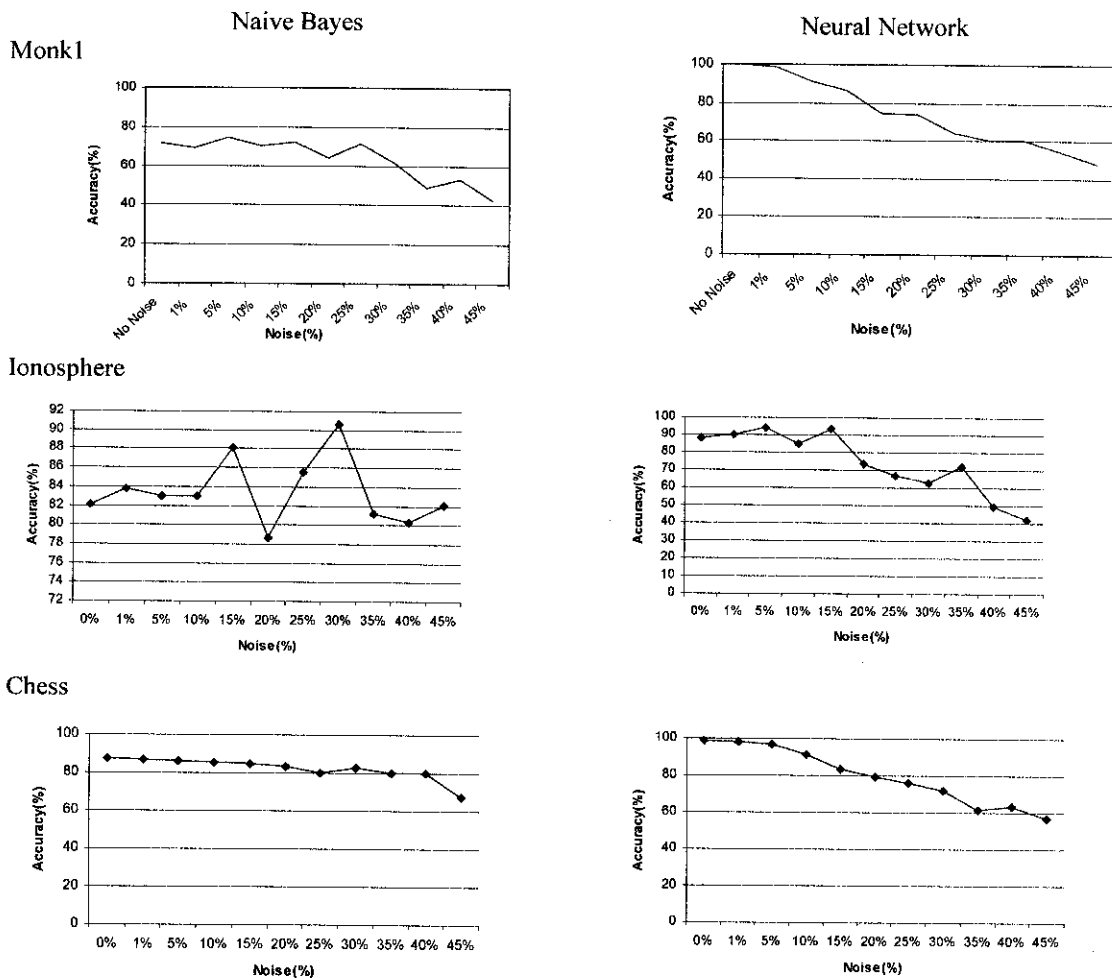 Naïve Bayes
Neural Network
Monk1
100
80
60
40
20
0
Accuracy(%)
No Noise 1% 5% 10% 15% 20% 25% 30% 35% 40% 45%
Noise(%)
100
80
60
40
20
0
Accuracy(%)
No Noise 1% 5% 10% 15% 20% 25% 30% 35% 40% 45%
Noise(%)
Ionosphere
92
90
88
86
84
82
80
78
76
74
72
Accuracy(%)
0% 1% 5% 10% 15% 20% 25% 30% 35% 40% 45%
Noise(%)
100
90
80
70
60
50
40
30
20
10
0
Accuracy(%)
0% 1% 5% 10% 15% 20% 25% 30% 35% 40% 45%
Noise(%)
Chess
100
80
60
40
20
0
Accuracy(%)
0% 1% 5% 10% 15% 20% 25% 30% 35% 40% 45%
Noise(%)
100
80
60
40
20
0
Accuracy(%)
0% 1% 5% 10% 15% 20% 25% 30% 35% 40% 45%
Noise(%)